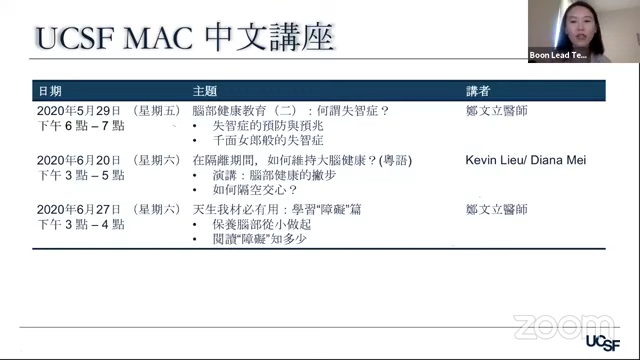 UCSF MAC 中文講座
Boon Lead Te...
日期 主題 講者
2020年5月29日 （星期五） 腦部健康教育（二）：何謂失智症？ 鄭文立醫師
下午 6 點 – 7 點 • 失智症的預防與預兆
• 千面女郎般的失智症
2020年6月20日 （星期六） 在隔離期間，如何維持大腦健康？(粵語) Kevin Lieu/ Diana Mei
下午 3 點 – 5 點 • 演講：腦部健康的撇步
• 如何隔空交心？
2020年6月27日 （星期六） 天生我材必有用：學習“障礙”篇 鄭文立醫師
下午 3 點 – 4 點 • 保養腦部從小做起
• 閱讀“障礙”知多少
zoom
UCSF